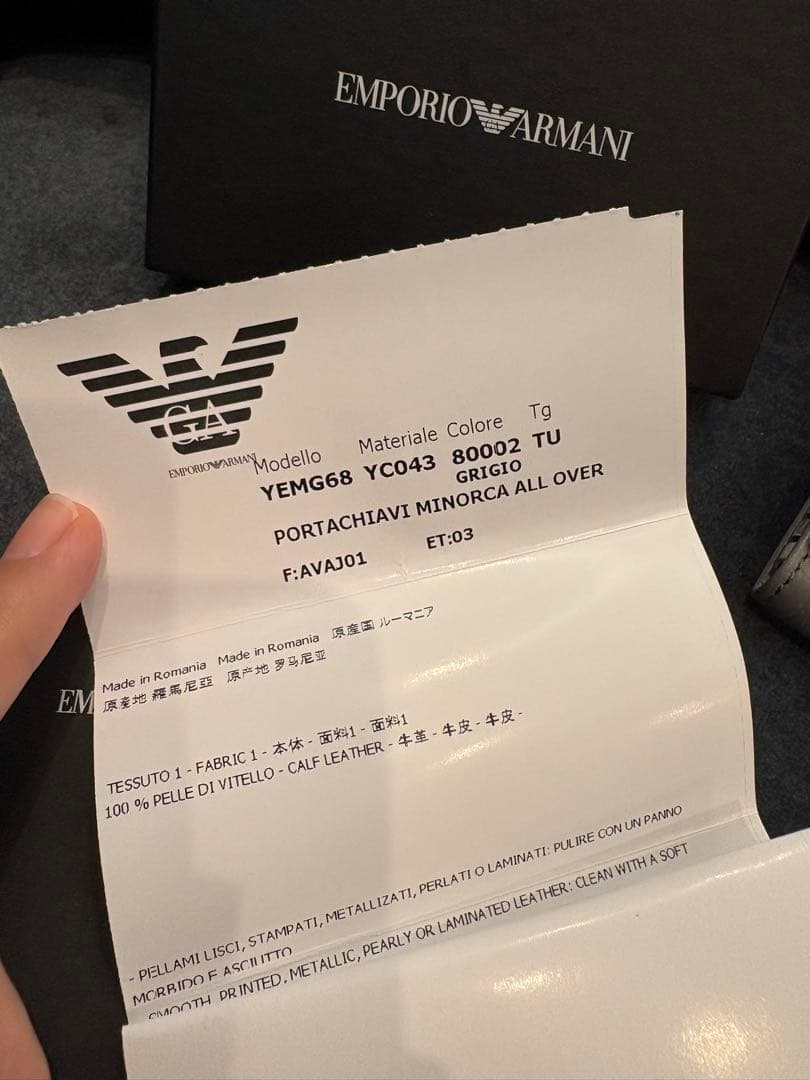 EMPORIO ARMANI
GA
EMPORIO ARMANI
Modello Materiale Colore Tg
YEMG68 YC043 80002 TU
GRIGIO
PORTACHIAVI MINORCA ALL OVER
F:AVAJ01 ET:03
Made in Romania Made in Romania 原産国 ルーマニア
原產地 羅馬尼亞 原产地 罗马尼亚
EM
TESSUTO 1 - FABRIC 1 - 本体 - 面料1 - 面料1
100 % PELLE DI VITELLO - CALF LEATHER - 牛革 - 牛皮 - 牛皮 -
- PELLAMI LISCI, STAMPATI, METALLIZATI, PERLATI O LAMINATI: PULIRE CON UN PANNO
MORBIDO E ASCIUTTO
SMOOTH, PRINTED, METALLIC, PEARLY OR LAMINATED LEATHER: CLEAN WITH A SOFT